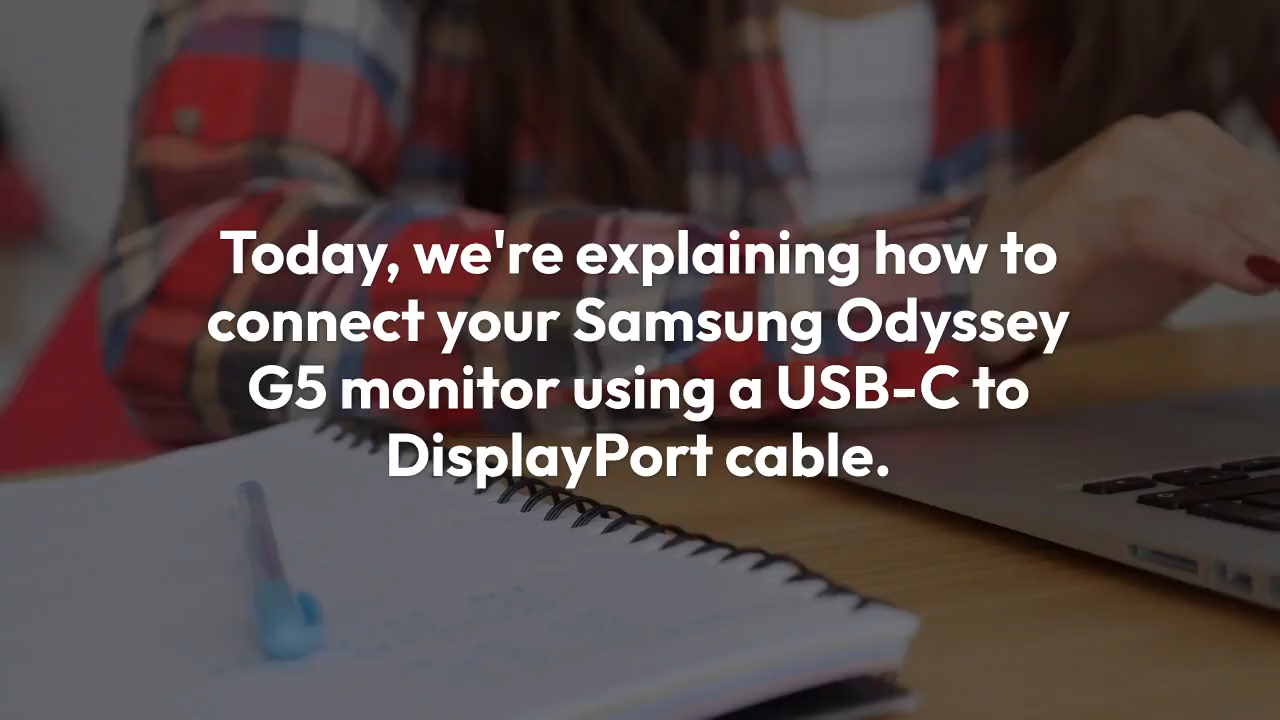 Today, we're explaining how to
connect your Samsung Odyssey
G5 monitor using a USB-C to
DisplayPort cable.